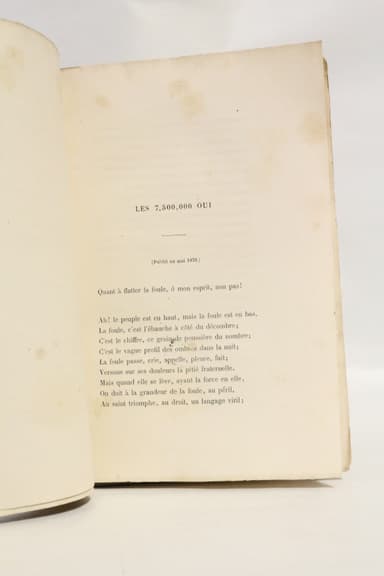 LES 7,500,000 OUI
(Publié en mai 1870.)
Quant à flatter la foule, ô mon esprit, non pas!
Ah! le peuple est en haut, mais la foule est en bas.
La foule, c'est l'ébauche à côté du décombre;
C'est le chiffre, ce grain de poussière du nombre;
C'est le vague profil des ombres dans la nuit;
La foule passe, crie, appelle, pleure, fuit;
Versons sur ses douleurs la pitié fraternelle.
Mais quand elle se lève, ayant la force en elle,
On doit à la grandeur de la foule, au péril,
Au saint triomphe, au droit, un langage viril;